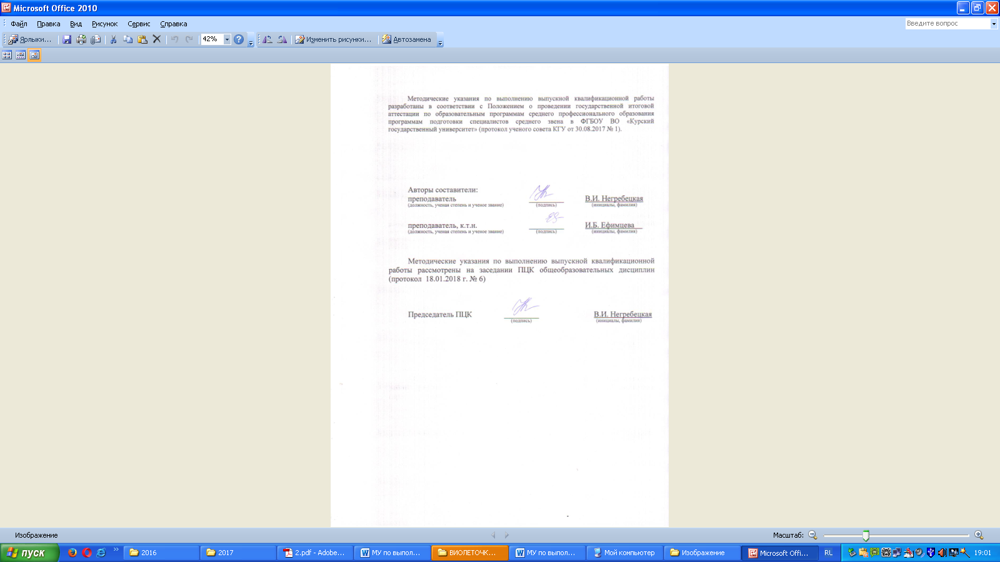 Microsoft Office 2010
Файл Правка Вид Рисунок Сервис Справка
Введите вопрос
Ярлыки... 42% Изменить рисунки... Автозамена
Методические указания по выполнению выпускной квалификационной работы
разработаны в соответствии с Положением о проведении государственной итоговой
аттестации по образовательным программам среднего профессионального образования
программам подготовки специалистов среднего звена в ФГБОУ ВО «Курский
государственный университет» (протокол ученого совета КГУ от 30.08.2017 № 1).
Авторы составители:
преподаватель В.И. Негребецкая
(должность, ученая степень и ученое звание) (подпись) (инициалы, фамилия)
преподаватель, к.т.н. И.Б. Ефимцева
(должность, ученая степень и ученое звание) (подпись) (инициалы, фамилия)
Методические указания по выполнению выпускной квалификационной
работы рассмотрены на заседании ПЦК общеобразовательных дисциплин
(протокол 18.01.2018 г. № 6)
Председатель ПЦК В.И. Негребецкая
(подпись) (инициалы, фамилия)
Изображение Масштаб:
пуск 2016 2017 2.pdf - Adobe... МУ по выпол... ВИОЛЕТОЧК... МУ по выпол... Мой компьютер Изображение Microsoft Offi... RL 19:01